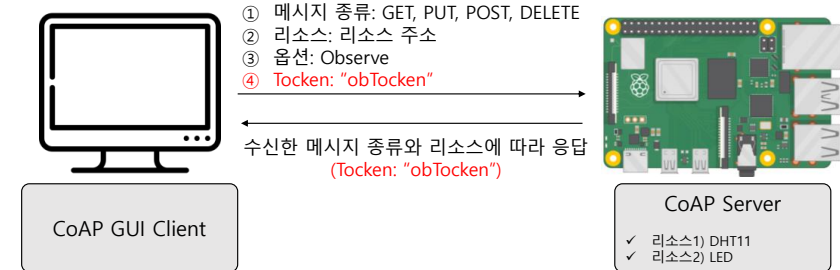 ① 메시지 종류: GET, PUT, POST, DELETE
② 리소스: 리소스 주소
③ 옵션: Observe
④ Tocken: ”obTocken”
수신한 메시지 종류와 리소스에 따라 응답
(Tocken: “obTocken”)
CoAP GUI Client
CoAP Server
✓ 리소스1) DHT11
✓ 리소스2) LED